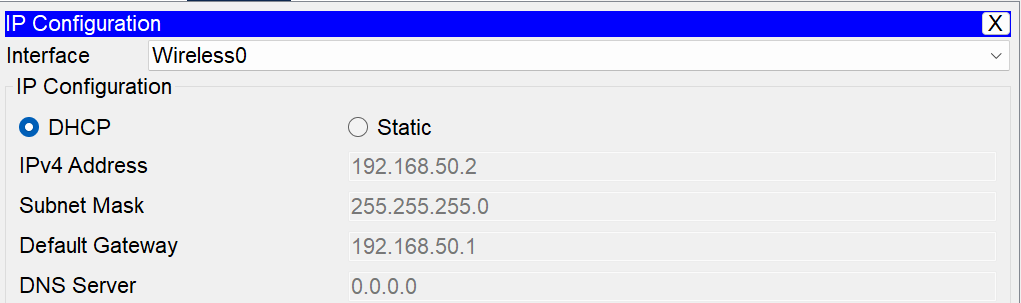 IP Configuration X
Interface Wireless0
IP Configuration
DHCP Static
IPv4 Address 192.168.50.2
Subnet Mask 255.255.255.0
Default Gateway 192.168.50.1
DNS Server 0.0.0.0